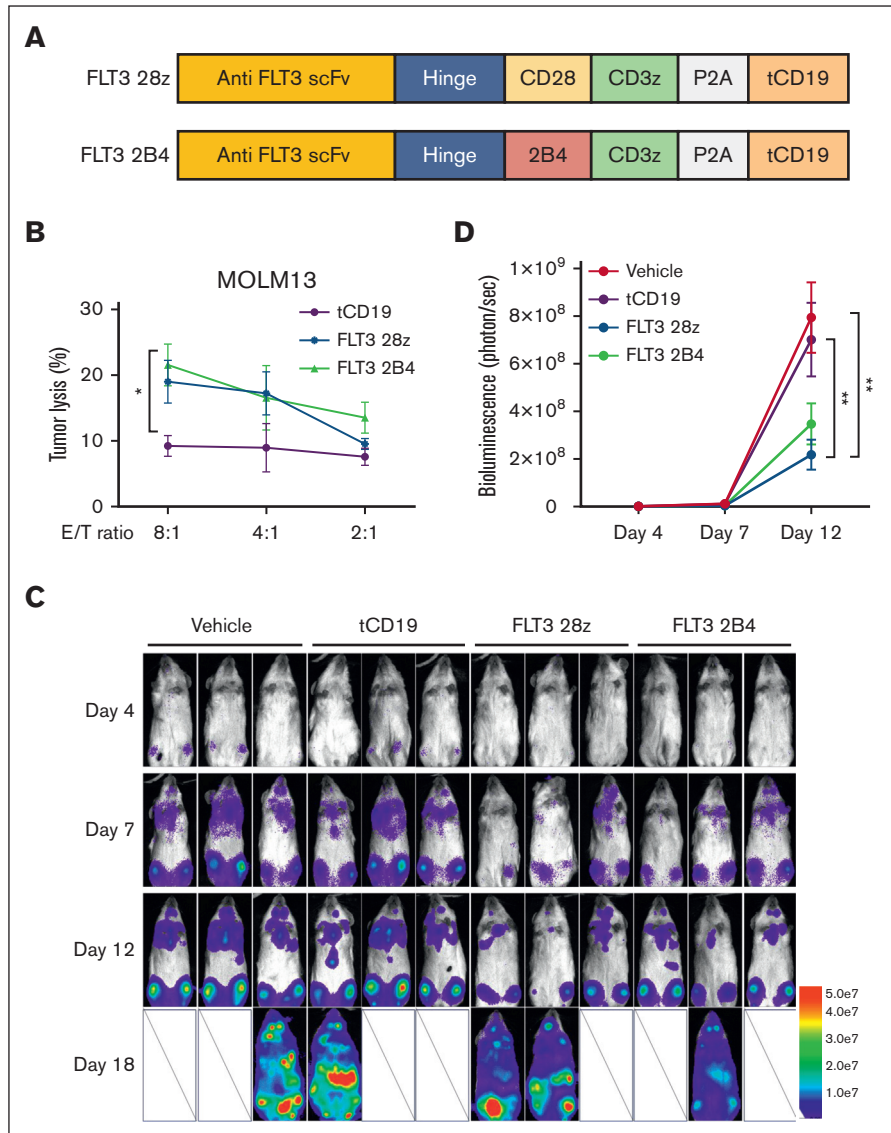 A
FLT3 28z Anti FLT3 scFv Hinge CD28 CD3z P2A tCD19
FLT3 2B4 Anti FLT3 scFv Hinge 2B4 CD3z P2A tCD19
B
MOLM13
Tumor lysis (%)
30
20
10
0
tCD19
FLT3 28z
FLT3 2B4
*
E/T ratio 8:1 4:1 2:1
D
Bioluminescence (photon/sec)
1×10⁹
8×10⁸
6×10⁸
4×10⁸
2×10⁸
0
Vehicle
tCD19
FLT3 28z
FLT3 2B4
**
**
Day 4 Day 7 Day 12
C
Vehicle tCD19 FLT3 28z FLT3 2B4
Day 4
Day 7
Day 12
Day 18
5.0e7
4.0e7
3.0e7
2.0e7
1.0e7